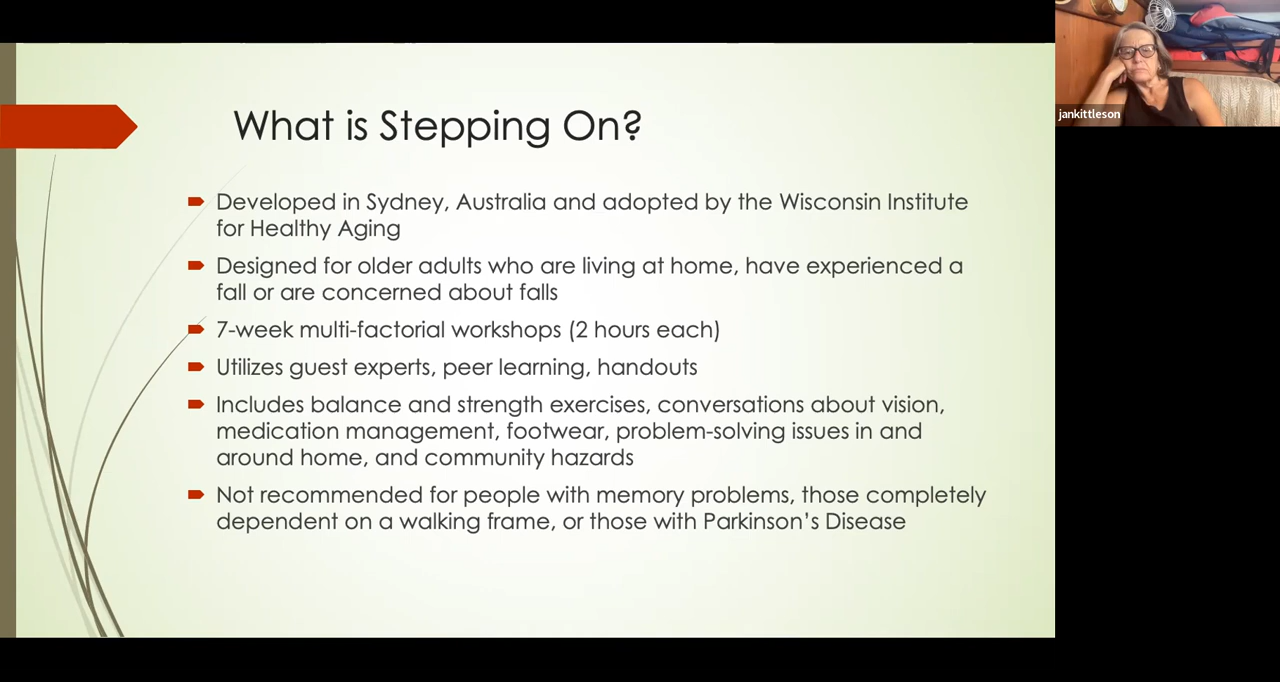 What is Stepping On?
Developed in Sydney, Australia and adopted by the Wisconsin Institute
for Healthy Aging
Designed for older adults who are living at home, have experienced a
fall or are concerned about falls
7-week multi-factorial workshops (2 hours each)
Utilizes guest experts, peer learning, handouts
Includes balance and strength exercises, conversations about vision,
medication management, footwear, problem-solving issues in and
around home, and community hazards
Not recommended for people with memory problems, those completely
dependent on a walking frame, or those with Parkinson’s Disease
jankittleson